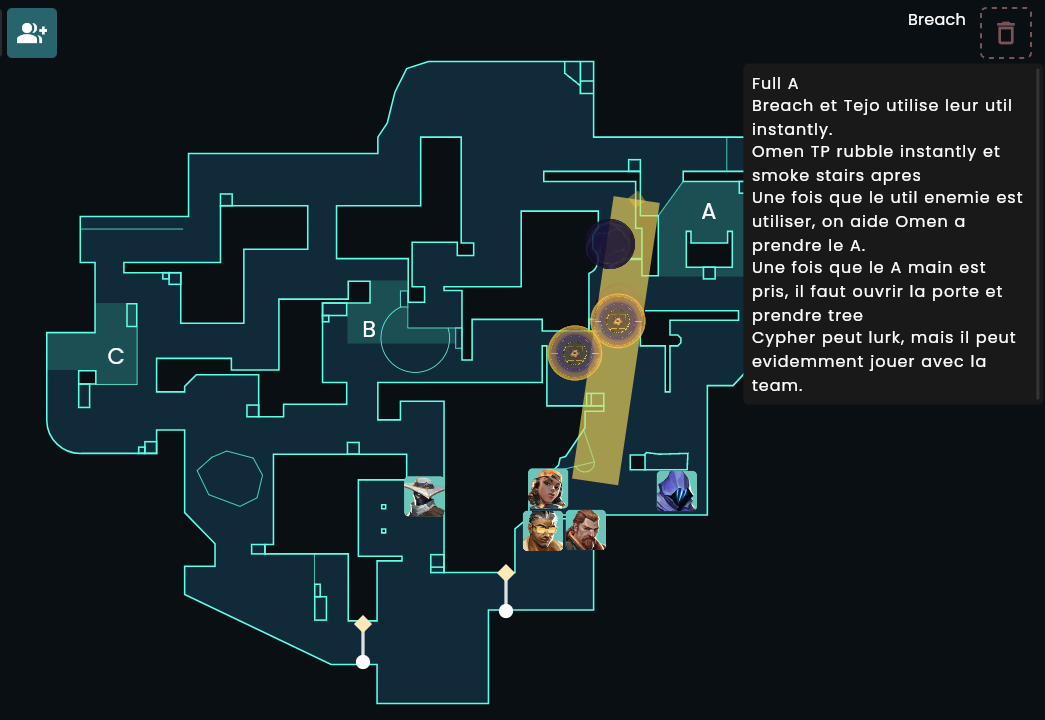 Breach
Full A
Breach et Tejo utilise leur util
instantly.
Omen TP rubble instantly et
smoke stairs apres
Une fois que le util enemie est
utiliser, on aide Omen a
prendre le A.
Une fois que le A main est
pris, il faut ouvrir la porte et
prendre tree
Cypher peut lurk, mais il peut
evidemment jouer avec la
team.
A
B
C